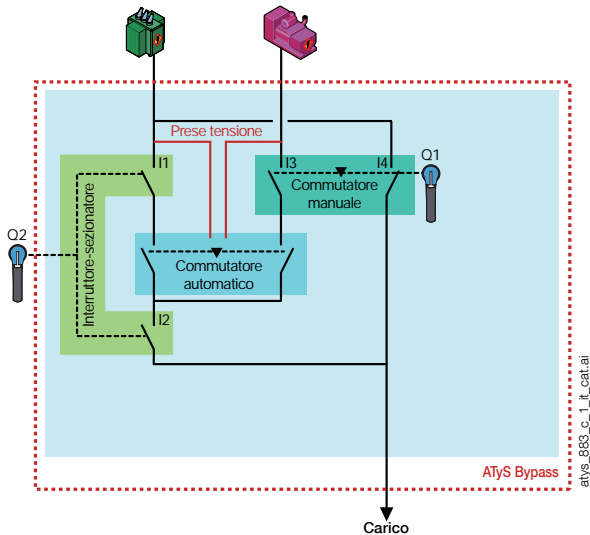 Prese tensione
I1
I3
I4
Q1
Commutatore
manuale
Q2
Interruttore-sezionatore
Commutatore
automatico
I2
ATyS Bypass
atys_883_c_1_it_cat.ai
Carico